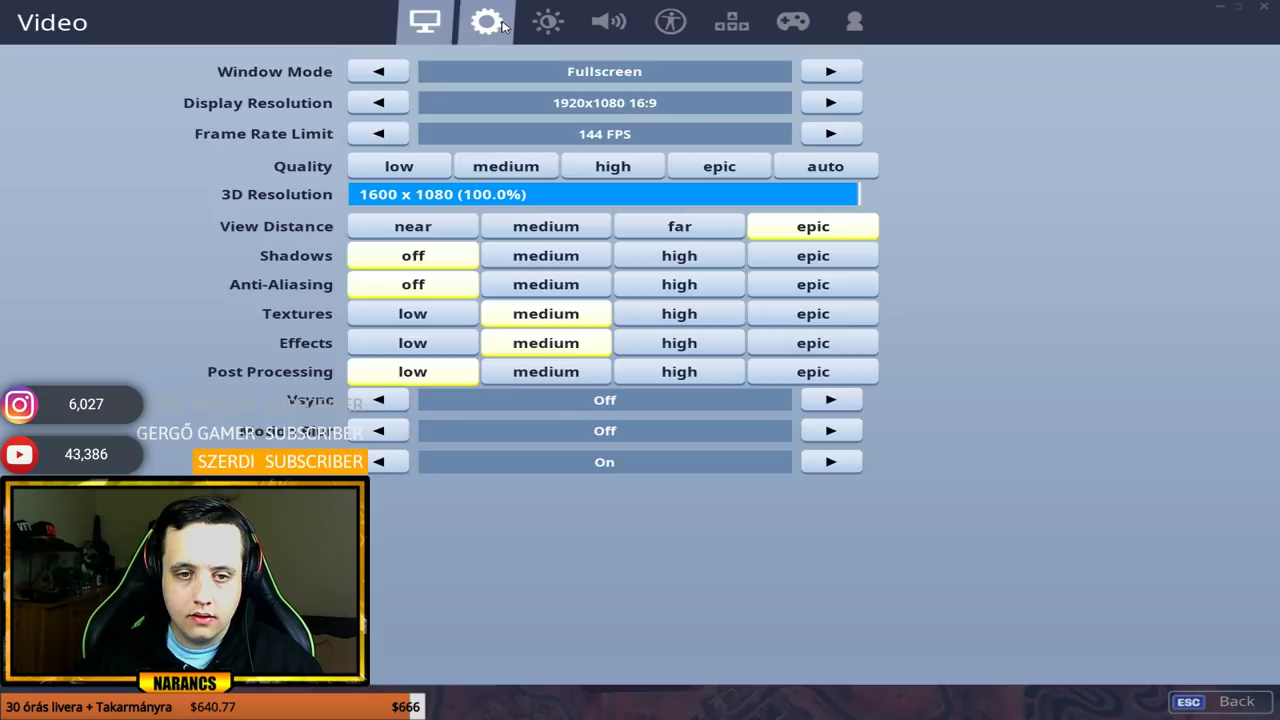 Video
Window Mode ◄ Fullscreen ►
Display Resolution ◄ 1920x1080 16:9 ►
Frame Rate Limit ◄ 144 FPS ►
Quality low medium high epic auto
3D Resolution 1600 x 1080 (100.0%)
View Distance near medium far epic
Shadows off medium high epic
Anti-Aliasing off medium high epic
Textures low medium high epic
Effects low medium high epic
Post Processing low medium high epic
Vsync ◄ Off ►
◄ Off ►
◄ On ►
6,027
GERGŐ GAMER SUBSCRIBER
43,386
SZERDI SUBSCRIBER
NARANCS
30 órás livera + Takarmányra $640.77 $666
ESC Back